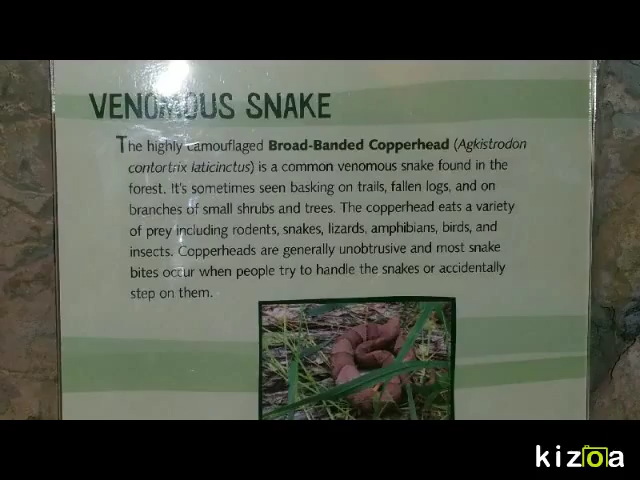 VENOMOUS SNAKE
The highly camouflaged Broad-Banded Copperhead (Agkistrodon
contortrix laticinctus) is a common venomous snake found in the
forest. It's sometimes seen basking on trails, fallen logs, and on
branches of small shrubs and trees. The copperhead eats a variety
of prey including rodents, snakes, lizards, amphibians, birds, and
insects. Copperheads are generally unobtrusive and most snake
bites occur when people try to handle the snakes or accidentally
step on them.
kizoa